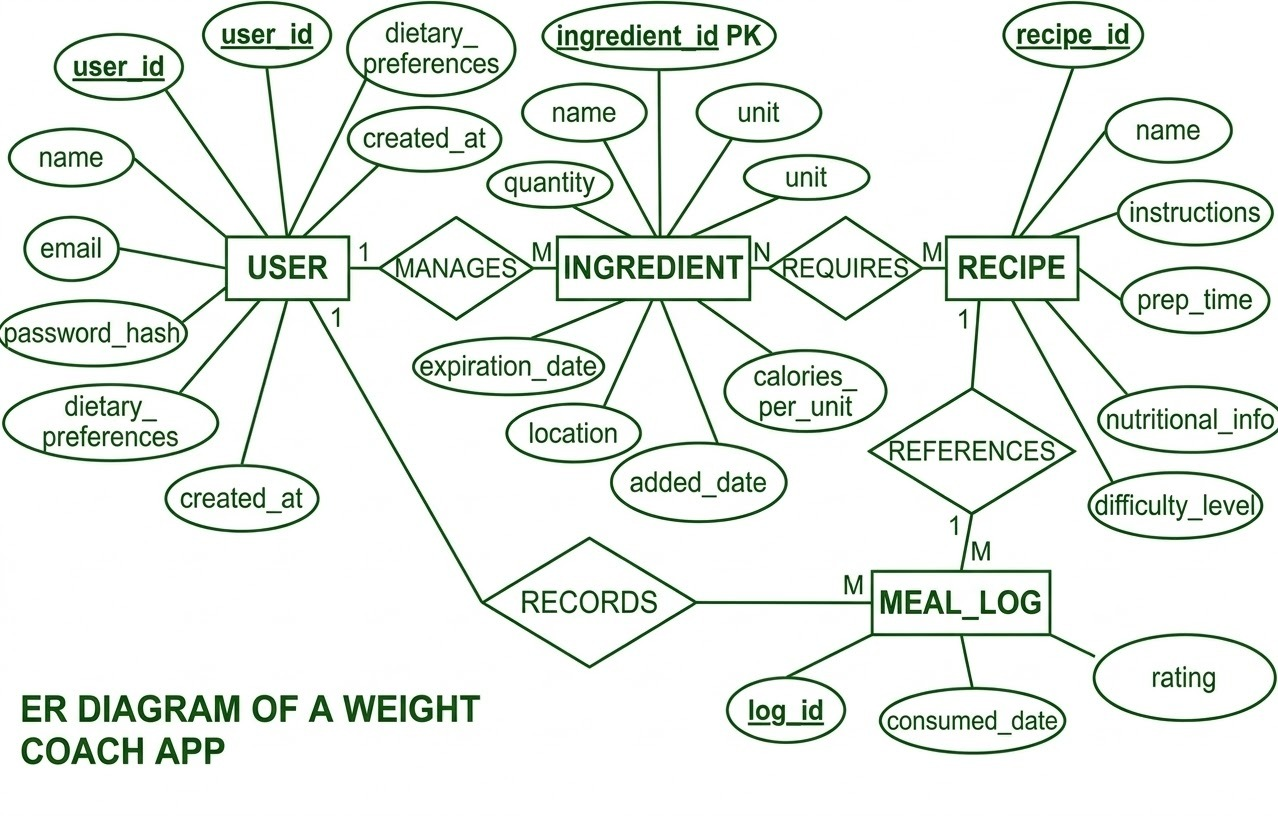 user_id
user_id
dietary_
preferences
ingredient_id PK
recipe_id
name
created_at
name
unit
name
quantity
unit
instructions
email
USER
1
MANAGES
M
INGREDIENT
N
REQUIRES
M
RECIPE
prep_time
password_hash
1
1
expiration_date
calories_
per_unit
dietary_
preferences
location
nutritional_info
REFERENCES
created_at
added_date
difficulty_level
1
M
RECORDS
M
MEAL_LOG
rating
log_id
consumed_date
ER DIAGRAM OF A WEIGHT
COACH APP